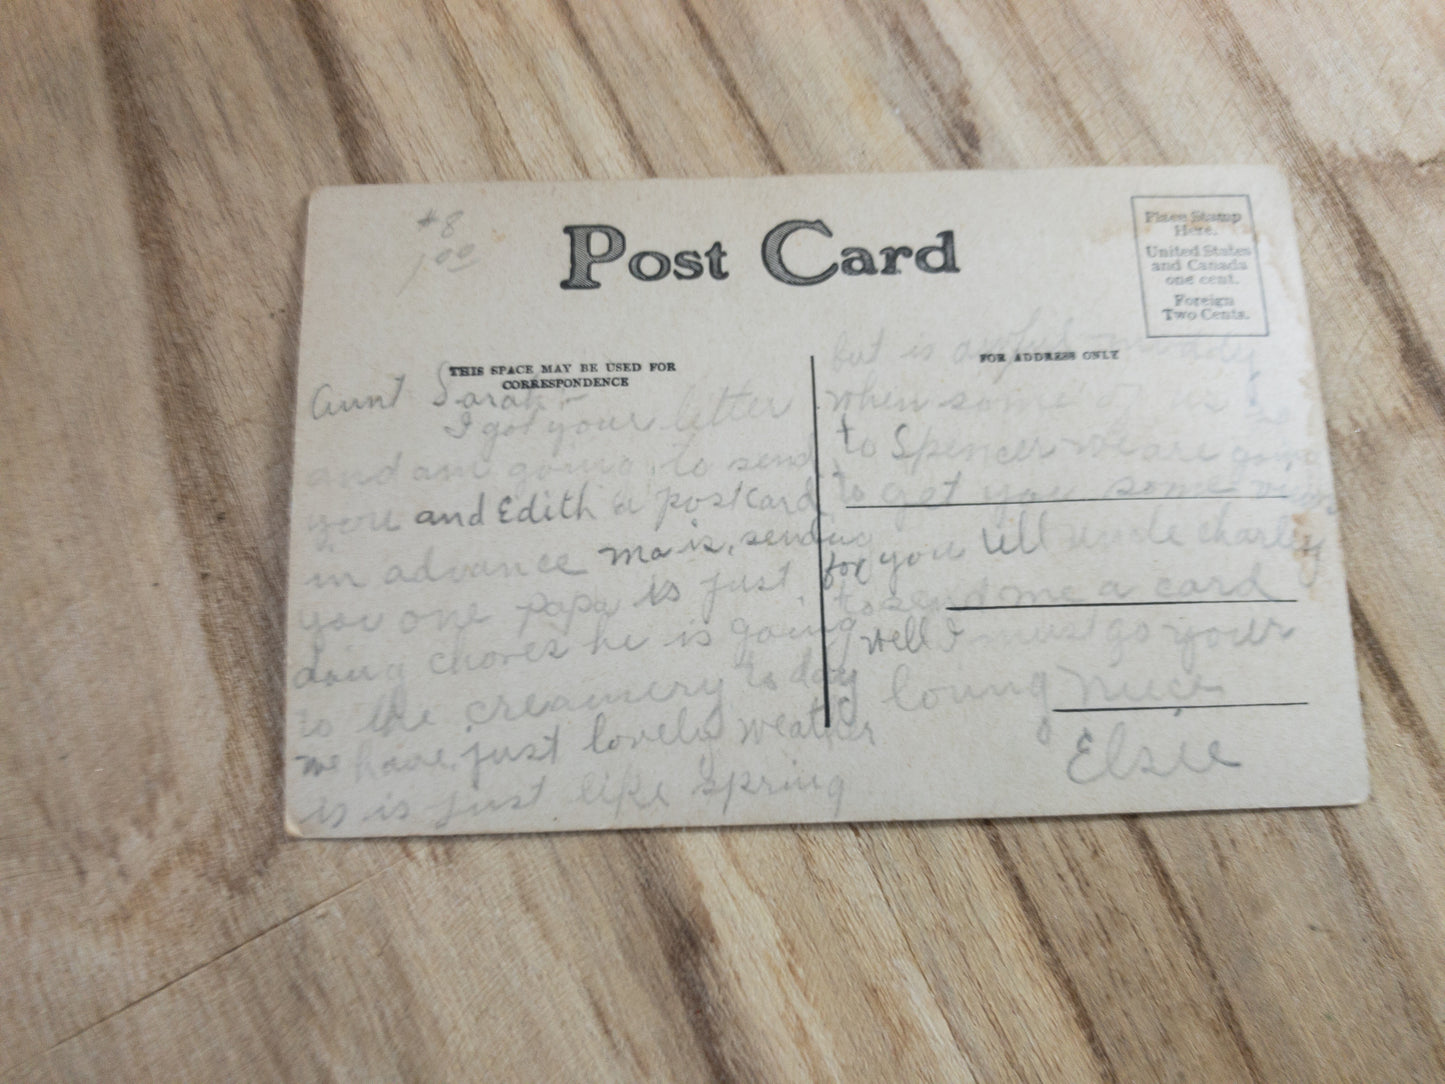 #8
1 00
Post Card
Place Stamp
Here.
United States
and Canada
one cent.
Foreign
Two Cents.
THIS SPACE MAY BE USED FOR
CORRESPONDENCE
FOR ADDRESS ONLY
Aunt Sarah
I got your letter
and am going to send
you and Edith a postcard
in advance Ma is sending
you one papa is just
doing chores he is going
to the creamery to day
we have just lovely weather
is is just like spring
but is
when some of us
to Spencer we are going
to get you some
for you tell uncle charley
to send me a card
well I must go your
loving niece
Elsie